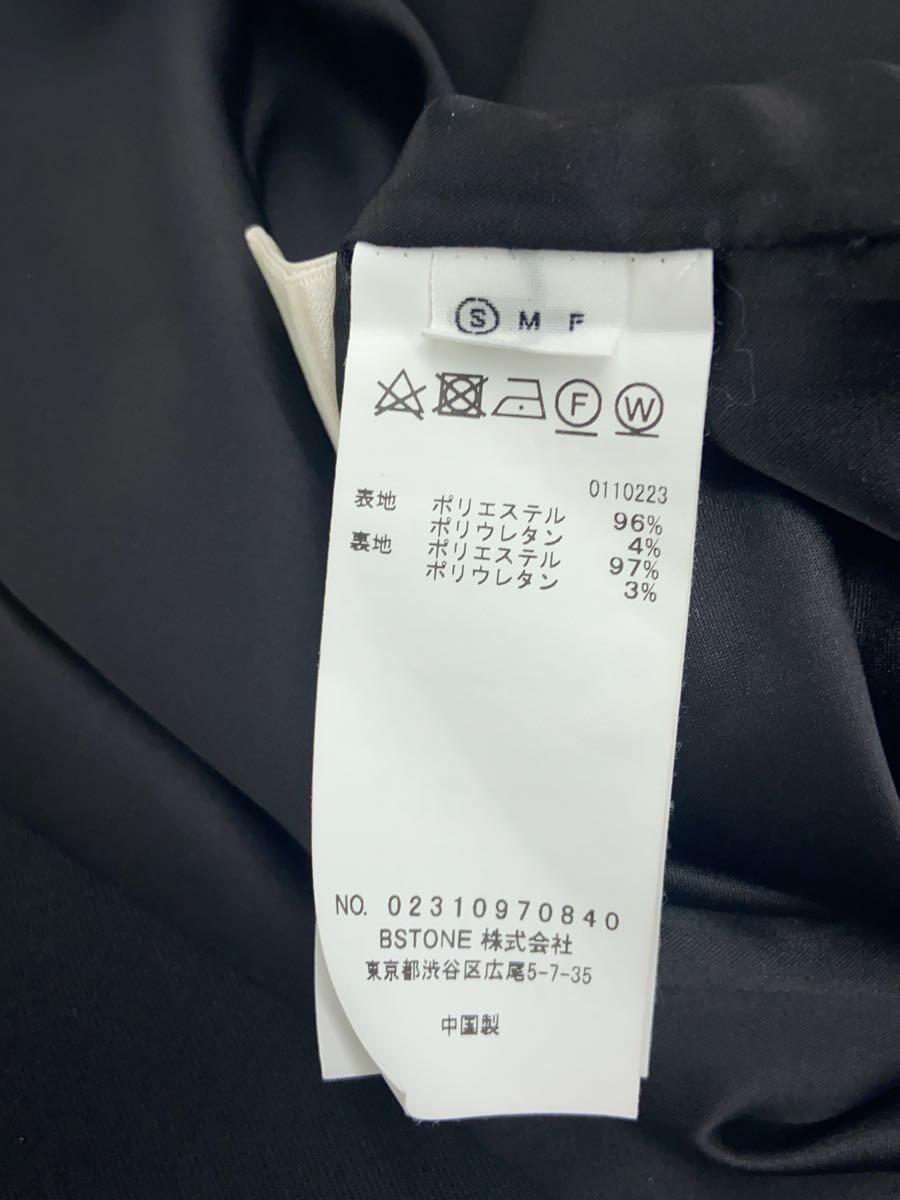 S M F
F W
0110223
表地 ポリエステル 96%
ポリウレタン 4%
裏地 ポリエステル 97%
ポリウレタン 3%
NO. 02310970840
BSTONE 株式会社
東京都渋谷区広尾5-7-35
中国製